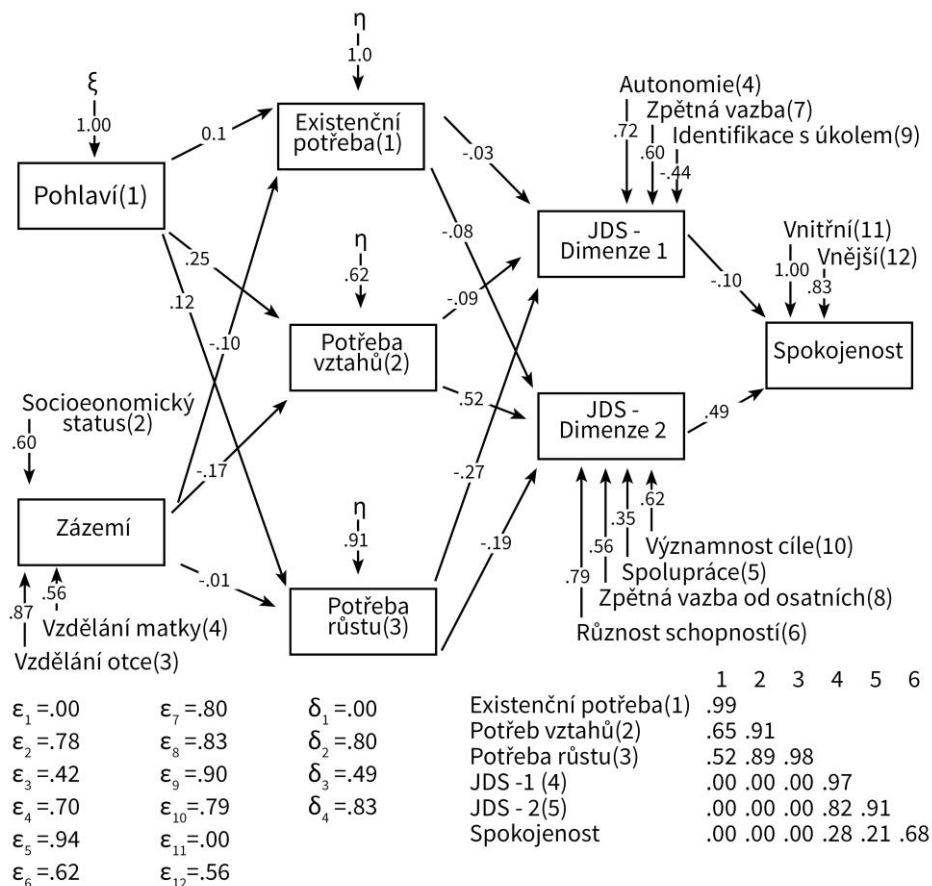 ξ
1.00
Pohlaví(1)
0.1
.25
.12
η
1.0
Existenční
potřeba(1)
-.03
-.08
η
.62
Potřeba
vztahů(2)
-.09
.52
η
.91
Potřeba
růstu(3)
-.27
-.19
Socioeonomický
status(2)
.60
Zázemí
-.10
-.17
-.01
.87
.56
Vzdělání matky(4)
Vzdělání otce(3)
Autonomie(4)
Zpětná vazba(7)
Identifikace s úkolem(9)
.72
.60
-.44
JDS -
Dimenze 1
-.10
Vnitřní(11)
Vnější(12)
1.00
.83
Spokojenost
JDS -
Dimenze 2
.49
.79
.56
.35
.62
Významnost cíle(10)
Spolupráce(5)
Zpětná vazba od osatních(8)
Různost schopností(6)
ε₁=.00 ε₇=.80 δ₁=.00
ε₂=.78 ε₈=.83 δ₂=.80
ε₃=.42 ε₉=.90 δ₃=.49
ε₄=.70 ε₁₀=.79 δ₄=.83
ε₅=.94 ε₁₁=.00
ε₆=.62 ε₁₂=.56
1 2 3 4 5 6
Existenční potřeba(1) .99
Potřeb vztahů(2) .65 .91
Potřeba růstu(3) .52 .89 .98
JDS -1 (4) .00 .00 .00 .97
JDS - 2(5) .00 .00 .00 .82 .91
Spokojenost .00 .00 .00 .28 .21 .68